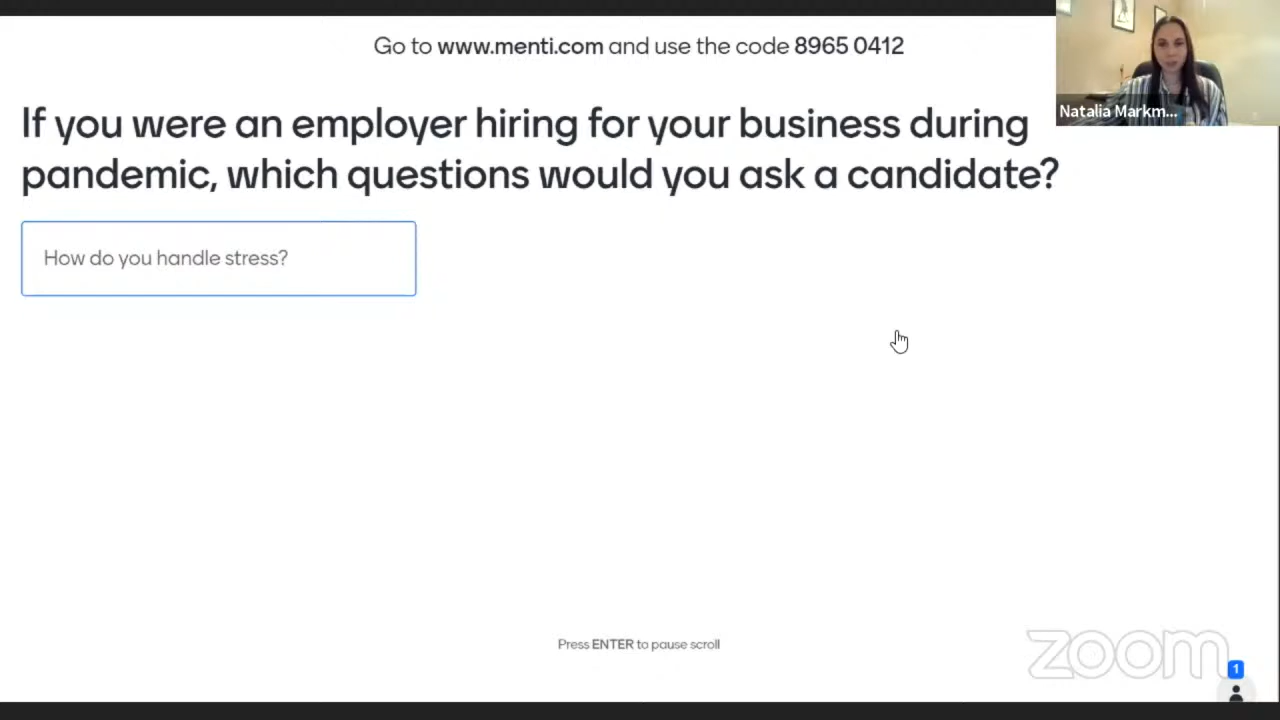 Go to www.menti.com and use the code 8965 0412
Natalia Markm...
If you were an employer hiring for your business during
pandemic, which questions would you ask a candidate?
How do you handle stress?
Press ENTER to pause scroll
zoom
1